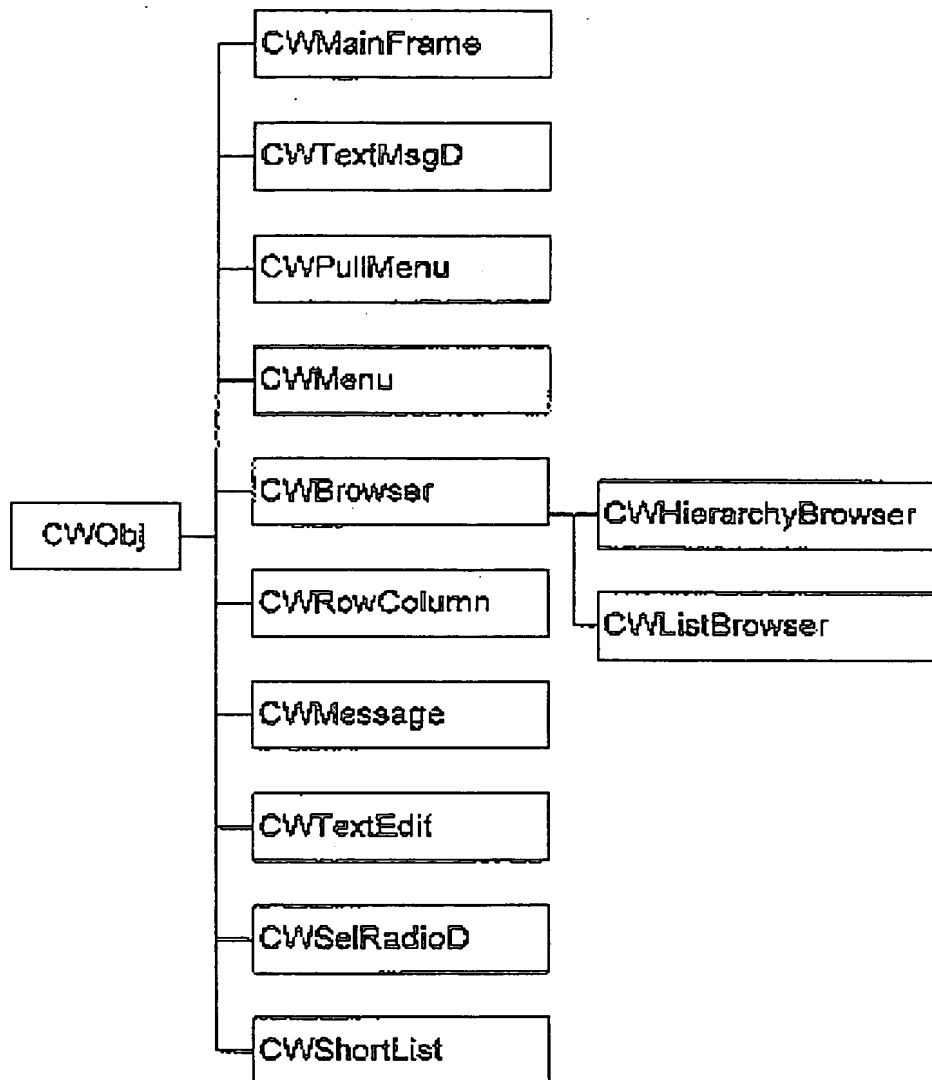 CWMainFrame
CWTextMsgD
CWPullMenu
CWMenu
CWBrowser
CWHierarchyBrowser
CWObj
CWRowColumn
CWListBrowser
CWMessage
CWTextEdit
CWSelRadioD
CWShortList